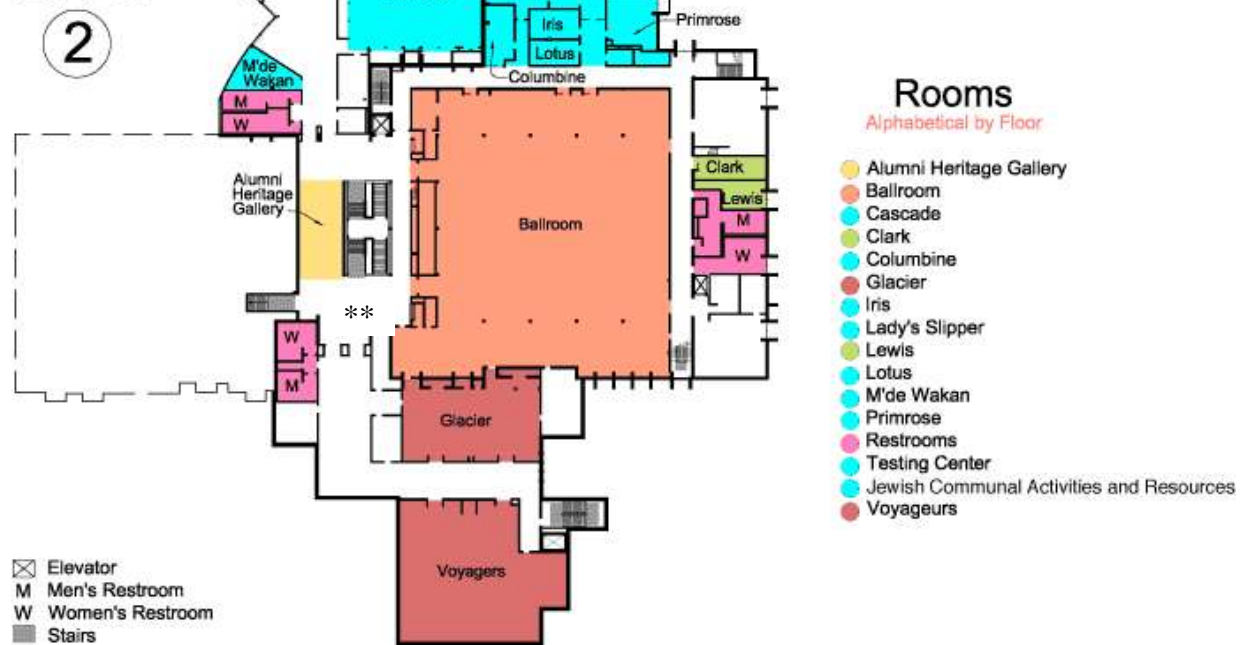 2
Iris
Primrose
Lotus
M'de
Wakan
Columbine
M
W
Alumni
Heritage
Gallery
Ballroom
Clark
Lewis
M
W
**
W
M
Glacier
Voyagers
Elevator
M Men's Restroom
W Women's Restroom
Stairs
Rooms
Alphabetical by Floor
Alumni Heritage Gallery
Ballroom
Cascade
Clark
Columbine
Glacier
Iris
Lady's Slipper
Lewis
Lotus
M'de Wakan
Primrose
Restrooms
Testing Center
Jewish Communal Activities and Resources
Voyageurs